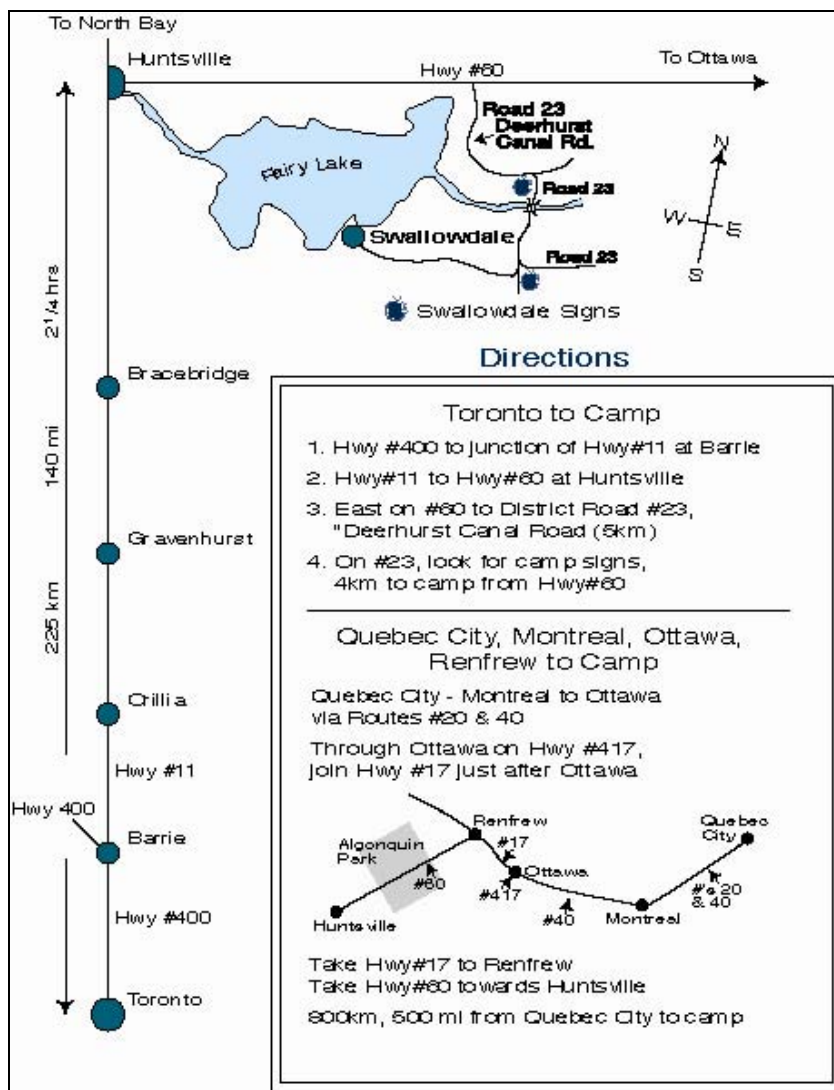 To North Bay
Huntsville
Hwy #60
To Ottawa
Road 23
Deerhurst
Canal Rd.
Fairy Lake
Road 23
N
W
E
S
Swallowdale
Road 23
Swallowdale Signs
2 1/4 hrs
140 mi
225 km
Bracebridge
Gravenhurst
Orillia
Hwy #11
Hwy 400
Barrie
Hwy #400
Toronto
Directions
Toronto to Camp
1. Hwy #400 to junction of Hwy#11 at Barrie
2. Hwy#11 to Hwy#60 at Huntsville
3. East on #60 to District Road #23,
"Deerhurst Canal Road (5km)
4. On #23, look for camp signs,
4km to camp from Hwy#60
Quebec City, Montreal, Ottawa,
Renfrew to Camp
Quebec City - Montreal to Ottawa
via Routes #20 & 40
Through Ottawa on Hwy #417,
join Hwy #17 just after Ottawa
Renfrew
Quebec
City
Algonquin
Park
#17
Ottawa
#60
#417
#40
#'s 20
& 40
Huntsville
Montreal
Take Hwy#17 to Renfrew
Take Hwy#60 towards Huntsville
800km, 500 mi from Quebec City to camp